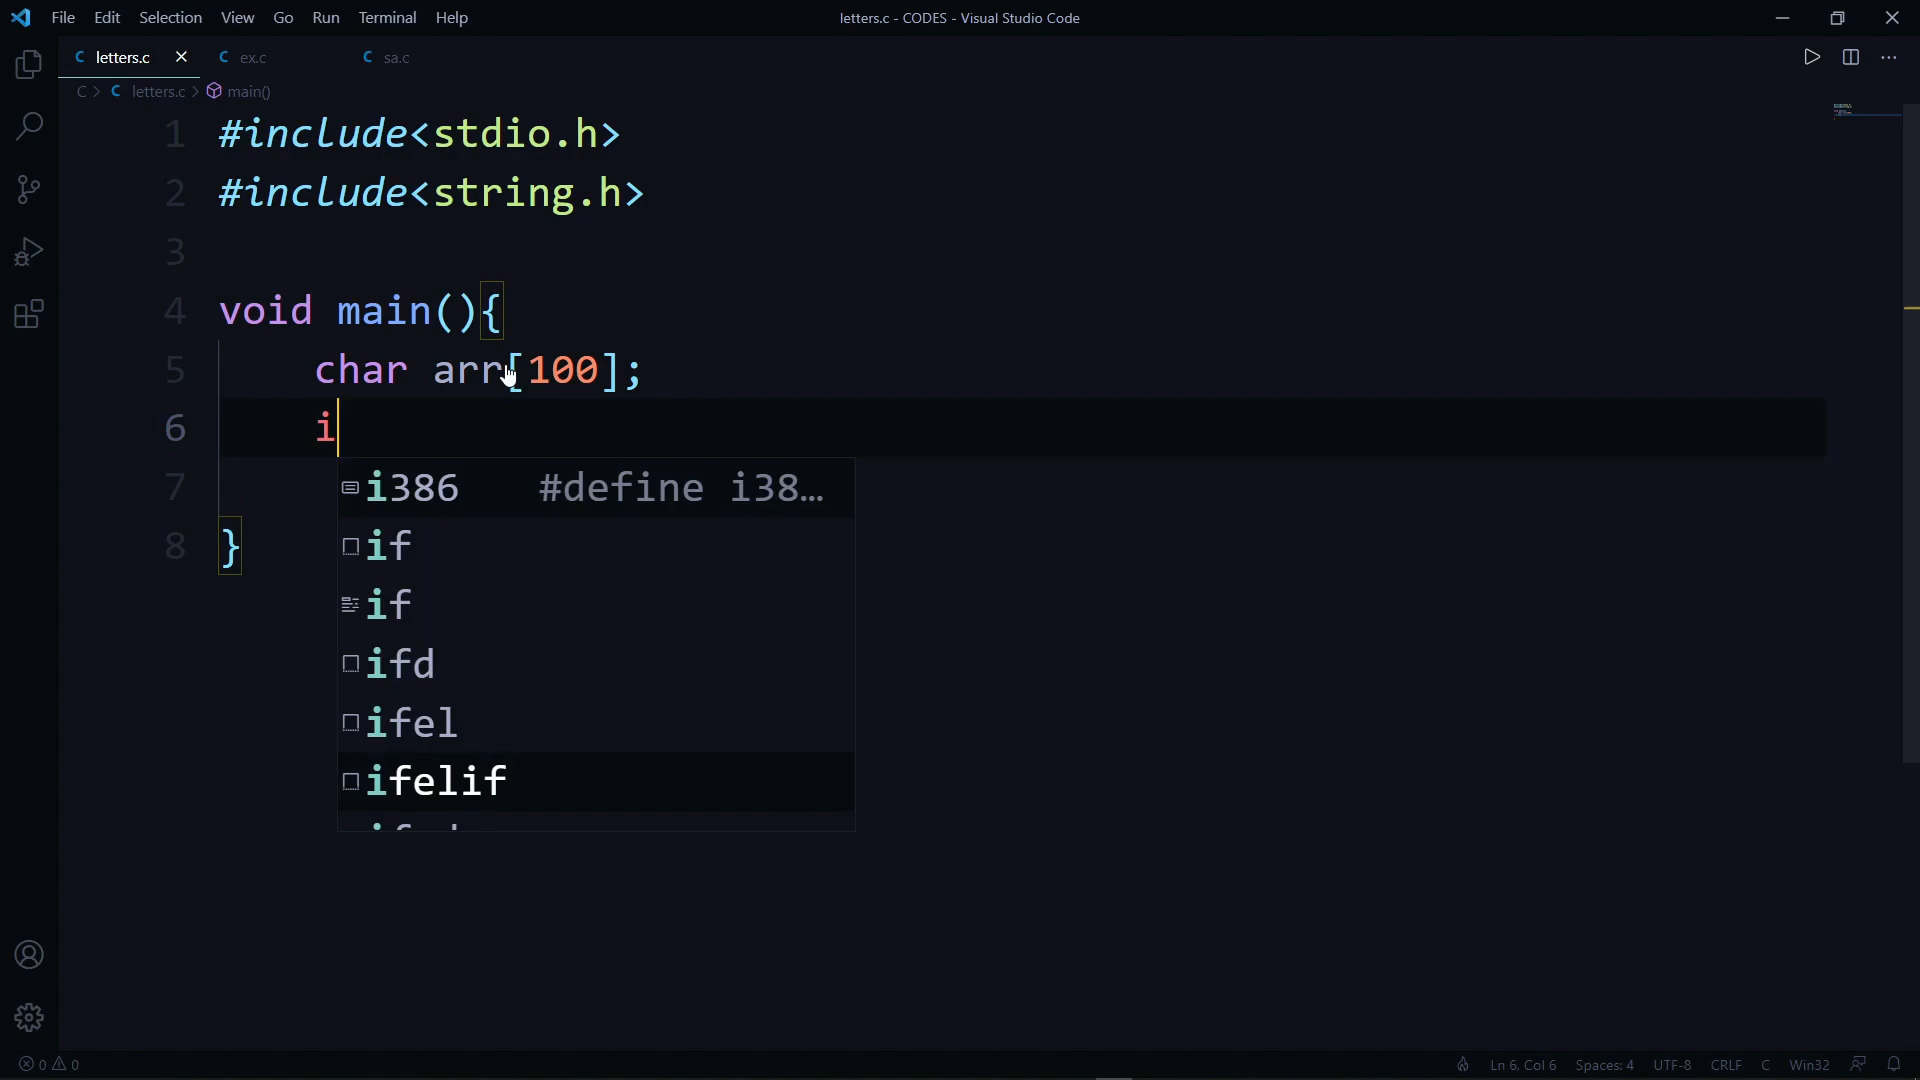 File Edit Selection View Go Run Terminal Help
letters.c - CODES - Visual Studio Code
C letters.c C ex.c C sa.c
C > C letters.c > main()
1 #include<stdio.h>
2 #include<string.h>
3
4 void main(){
5 char arr[100];
6 i
7 i386 #define i38…
if
8 }
if
ifd
ifel
ifelif
0 0 Ln 6, Col 6 Spaces: 4 UTF-8 CRLF C Win32